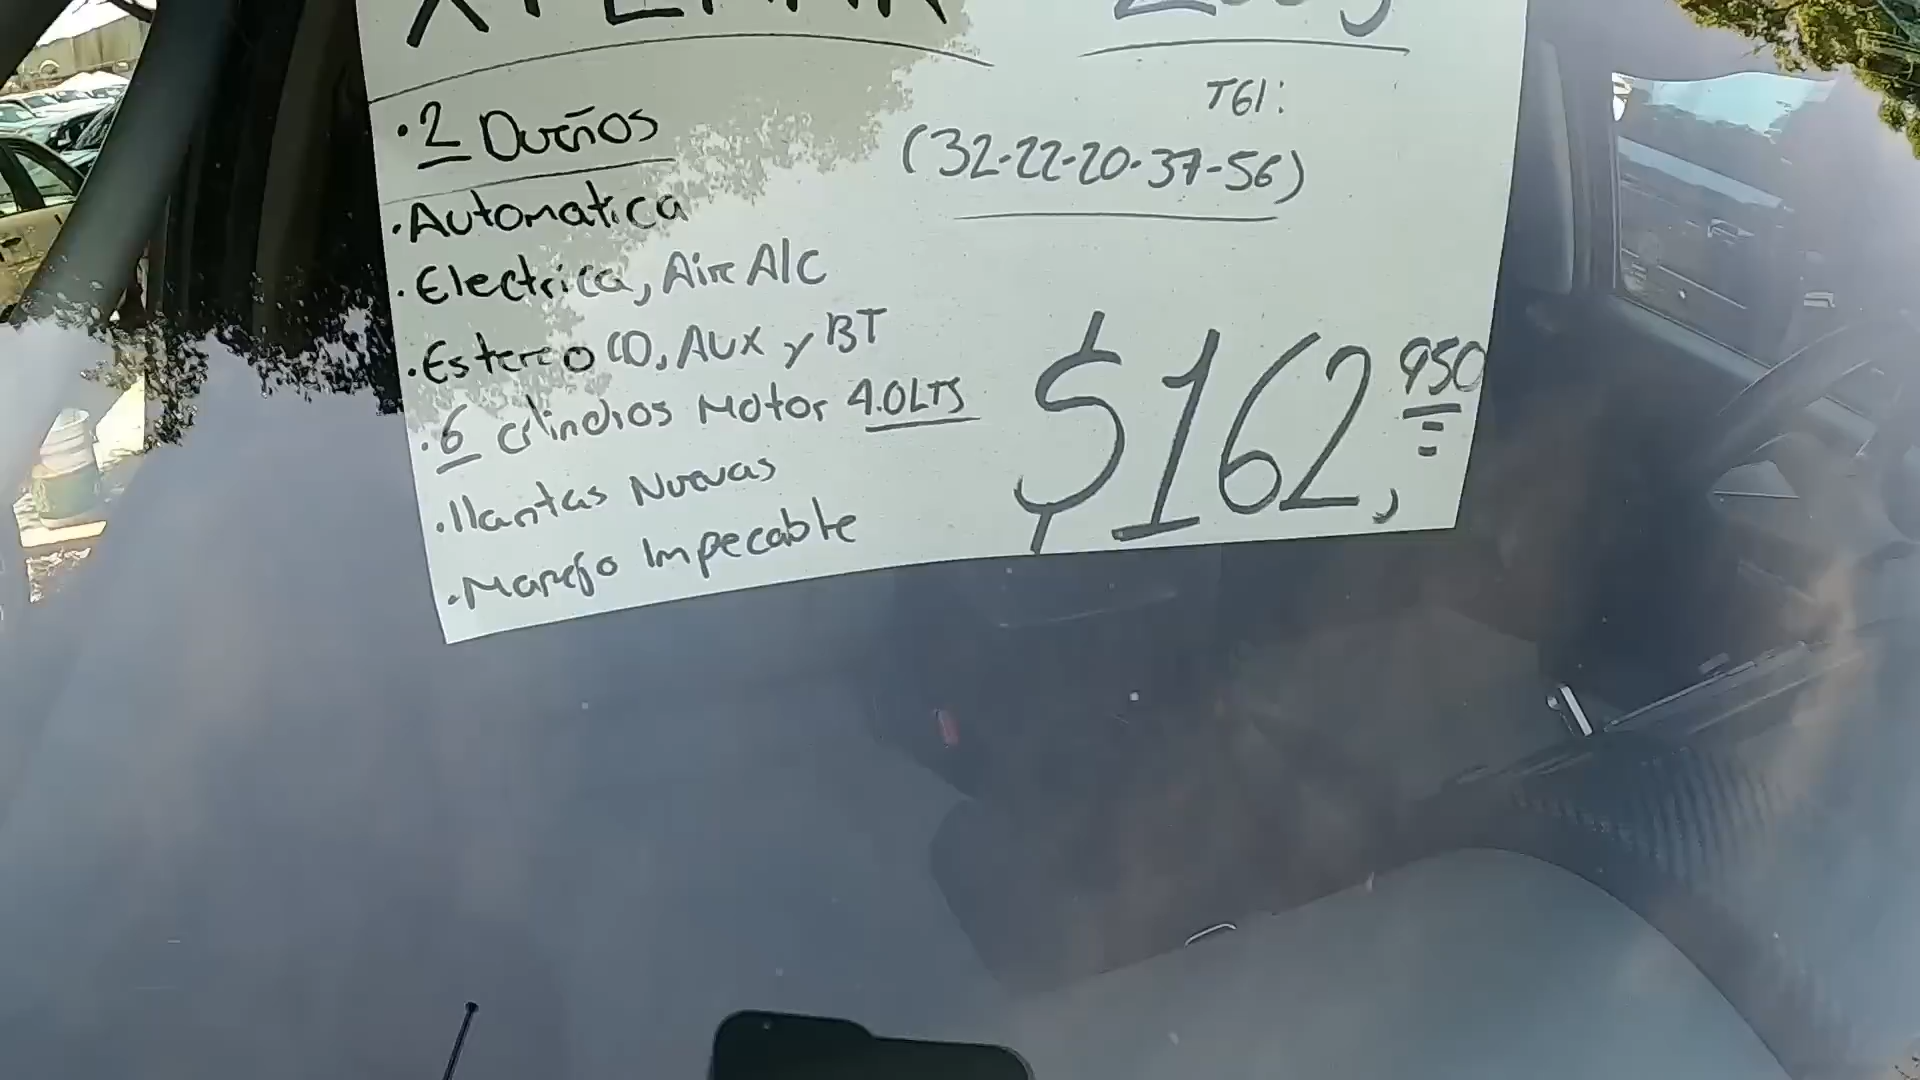 · 2 Dueños
· Automatica
· Electrica, Aire A/C
· Estereo CD, AUX y BT
· 6 cilindros Motor 4.0LTS
· llantas Nuevas
· Manejo Impecable
Tel:
(32-22-20-37-56)
$162,950